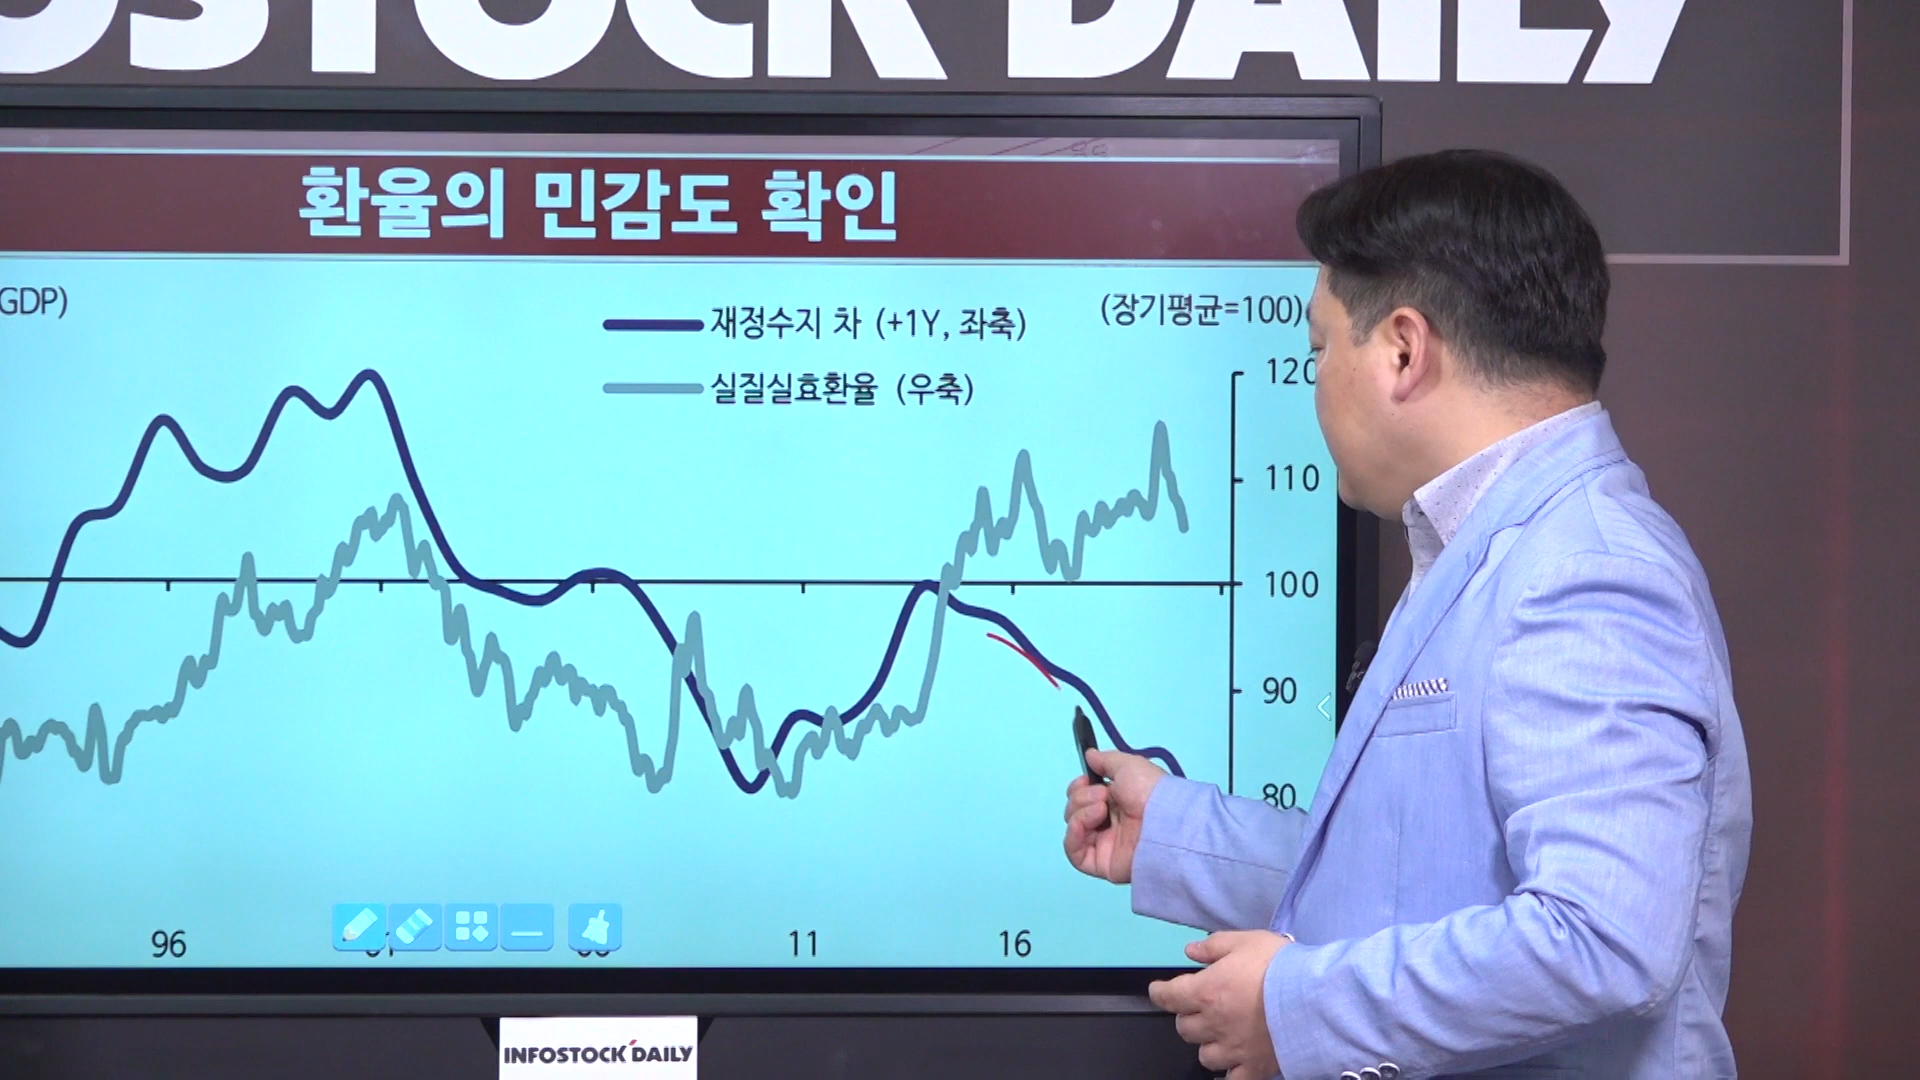 OSTOCK DAILY
환율의 민감도 확인
GDP)
재정수지 차 (+1Y, 좌축)
(장기평균=100)
실질실효환율 (우축)
120
110
100
90
80
96
11
16
INFOSTOCK DAILY